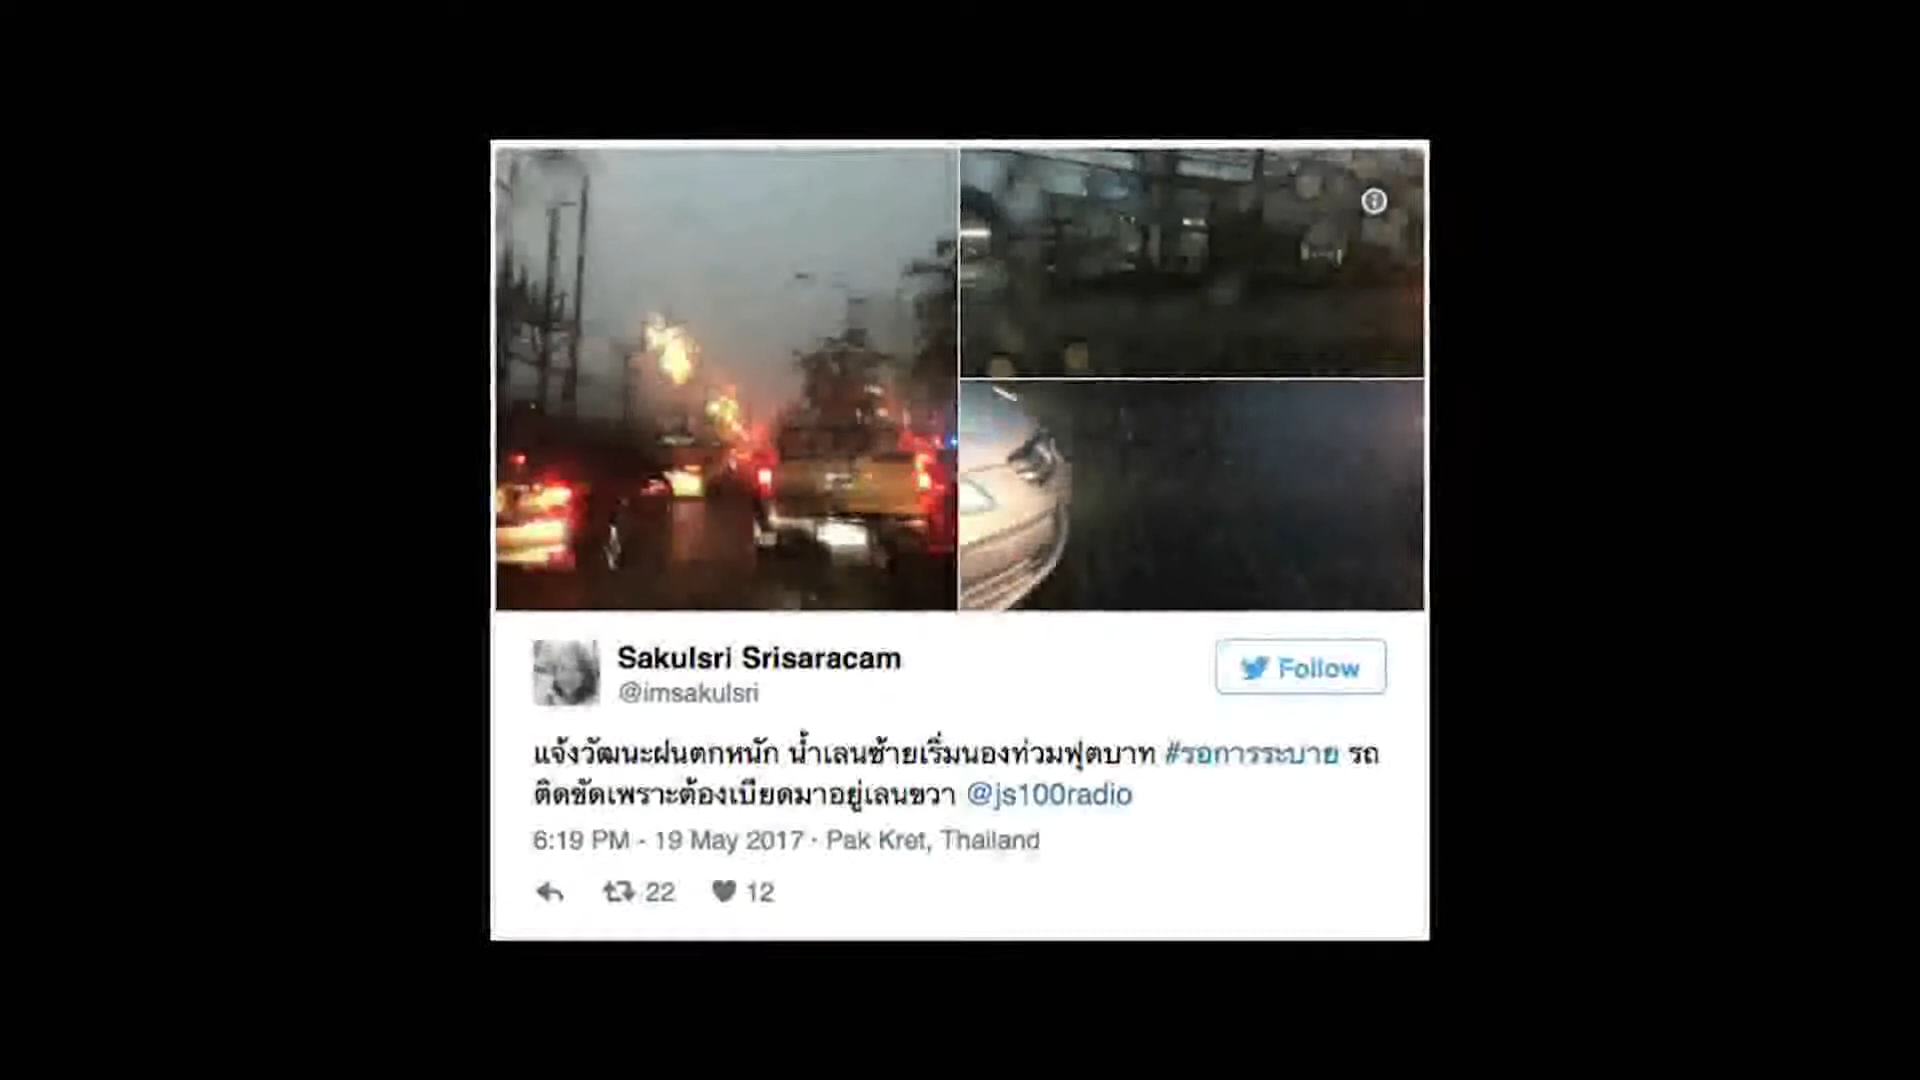 Sakulsri Srisaracam
@imsakulsri
Follow
แจ้งวัฒนะฝนตกหนัก น้ำเลนซ้ายเริ่มนองท่วมฟุตบาท #รอการระบาย รถ
ติดขัดเพราะต้องเบียดมาอยู่เลนขวา @js100radio
6:19 PM - 19 May 2017 · Pak Kret, Thailand
22 12